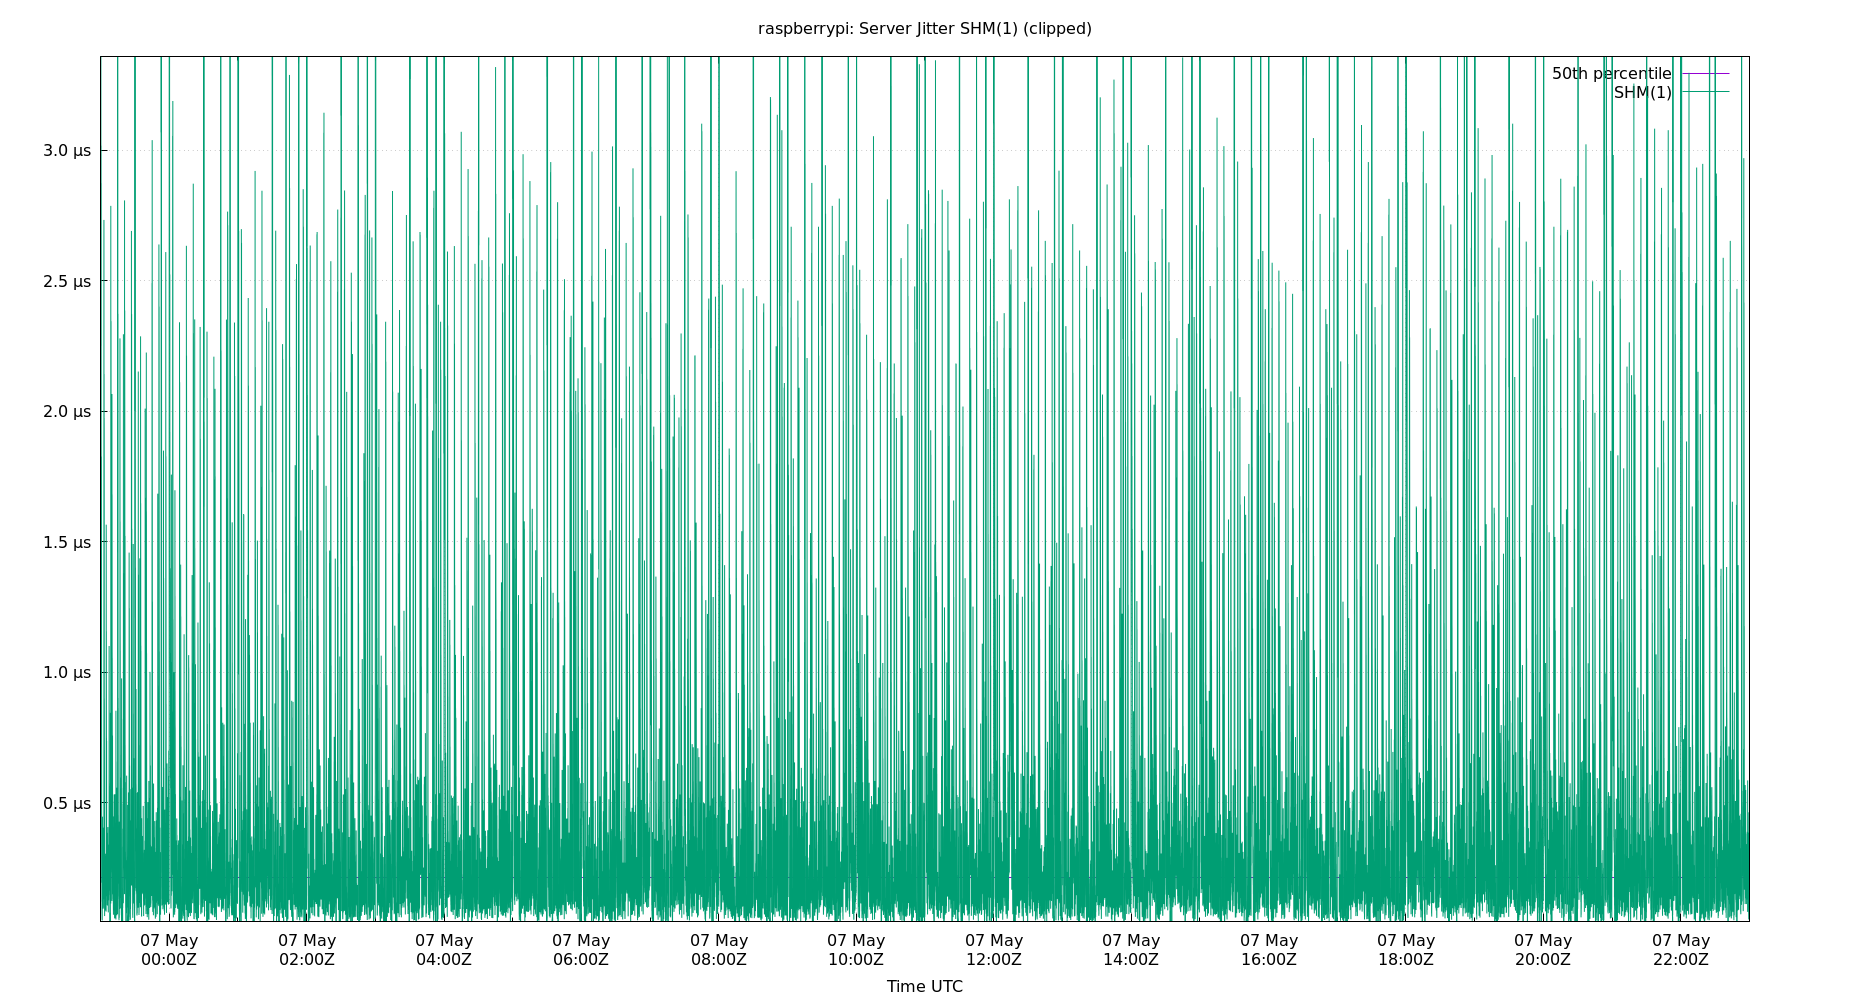 raspberrypi: Server Jitter SHM(1) (clipped)
50th percentile
SHM(1)
3.0 µs
2.5 µs
2.0 µs
1.5 µs
1.0 µs
0.5 µs
07 May 07 May 07 May 07 May 07 May 07 May 07 May 07 May 07 May 07 May 07 May 07 May
00:00Z 02:00Z 04:00Z 06:00Z 08:00Z 10:00Z 12:00Z 14:00Z 16:00Z 18:00Z 20:00Z 22:00Z
Time UTC